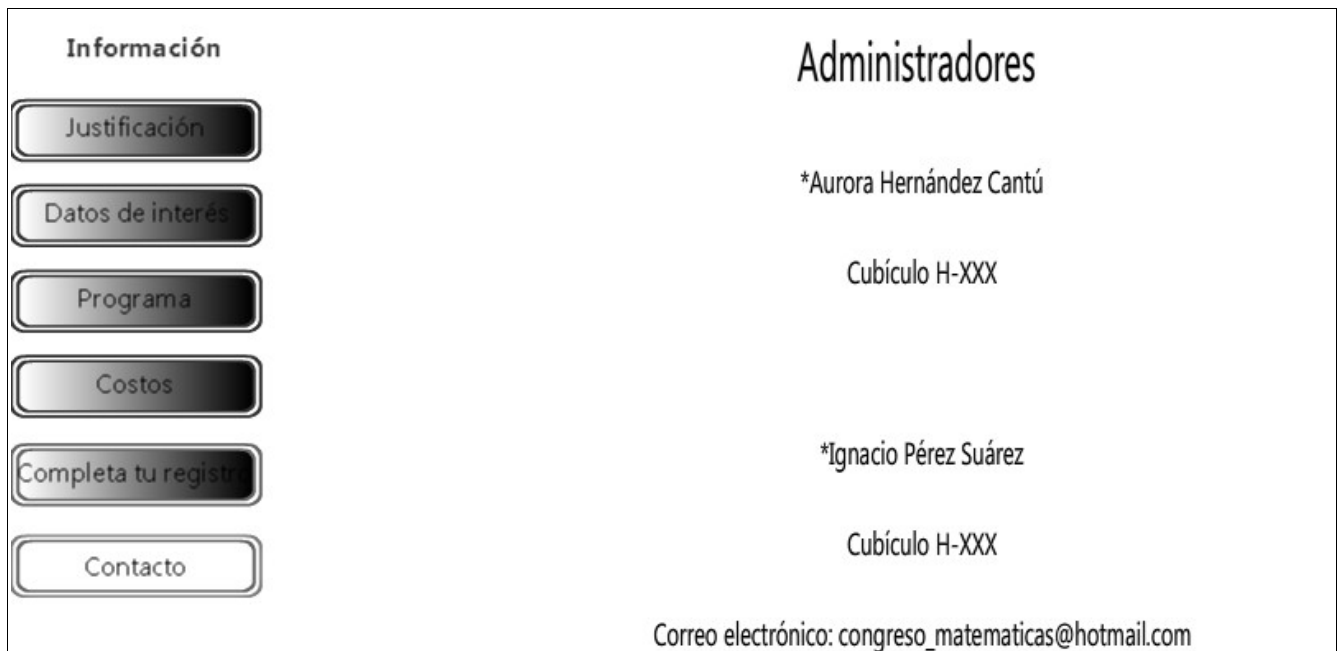 Información
Justificación
Datos de interés
Programa
Costos
Completa tu registro
Contacto
Administradores
*Aurora Hernández Cantú
Cubículo H-XXX
*Ignacio Pérez Suárez
Cubículo H-XXX
Correo electrónico: congreso_matematicas@hotmail.com